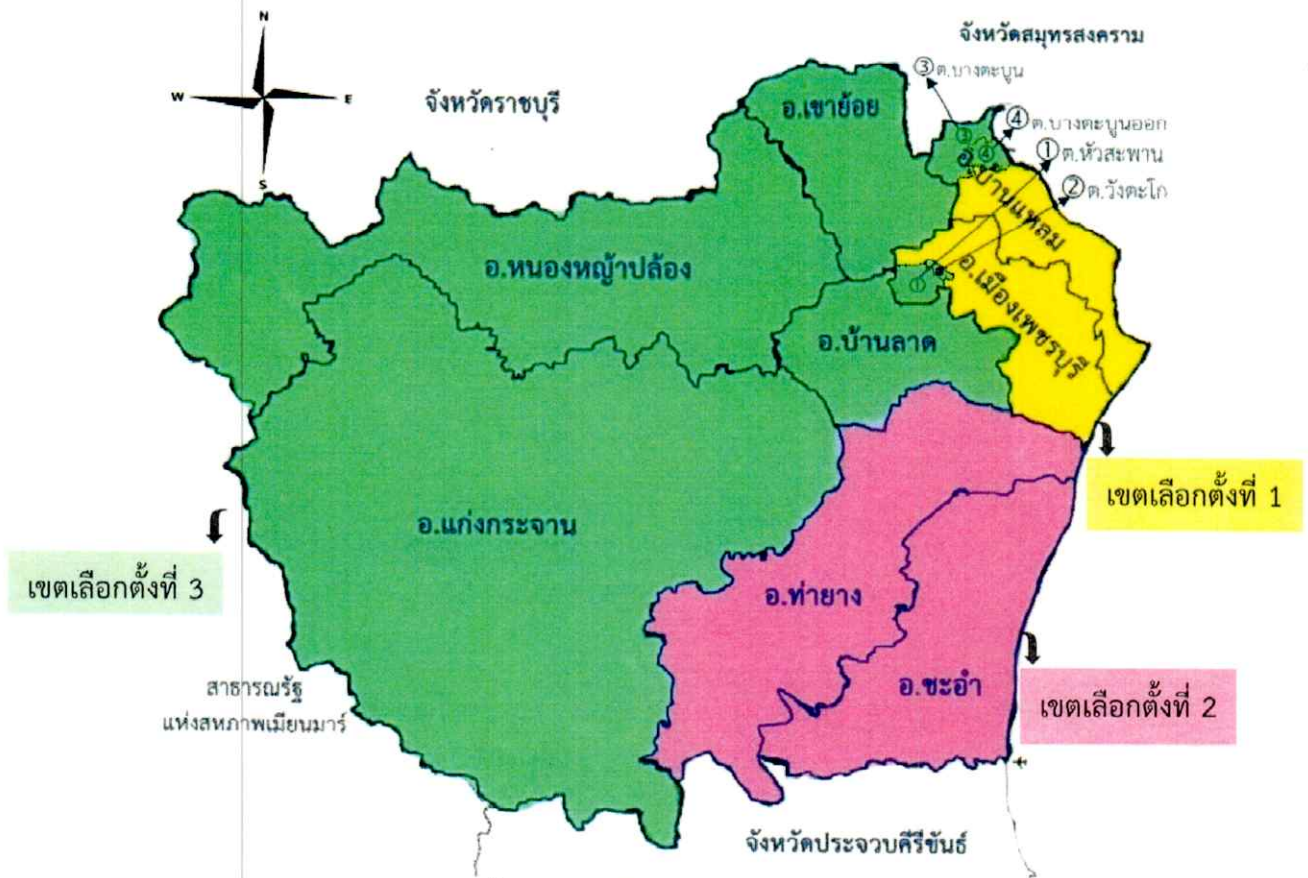 N
จังหวัดสมุทรสงคราม
③ต.บางตะบูน
W
E
จังหวัดราชบุรี
อ.เขาย้อย
④ต.บางตะบูนออก
③
④
①ต.หัวสะพาน
S
②ต.วังตะโก
อ.บ้านแหลม
อ.หนองหญ้าปล้อง
①
อ.เมืองเพชรบุรี
อ.บ้านลาด
เขตเลือกตั้งที่ 1
อ.แก่งกระจาน
เขตเลือกตั้งที่ 3
อ.ท่ายาง
สาธารณรัฐ
แห่งสหภาพเมียนมาร์
อ.ชะอำ
เขตเลือกตั้งที่ 2
จังหวัดประจวบคีรีขันธ์